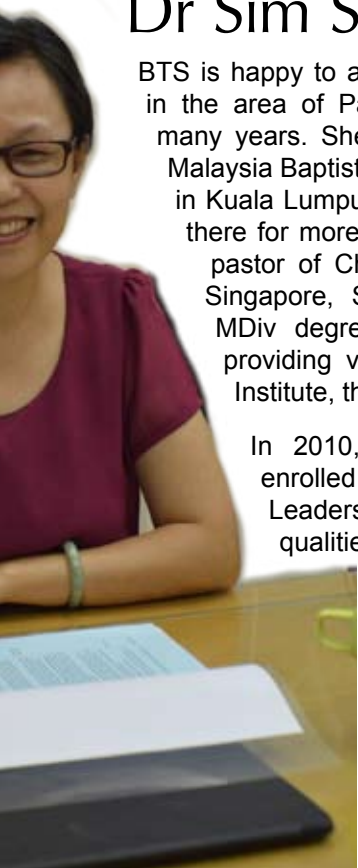 Dr Sim S
BTS is happy to a
in the area of Pa
many years. She
Malaysia Baptist
in Kuala Lumpu
there for more
pastor of Ch
Singapore, S
MDiv degre
providing v
Institute, th
In 2010,
enrolled
Leaders
qualitie